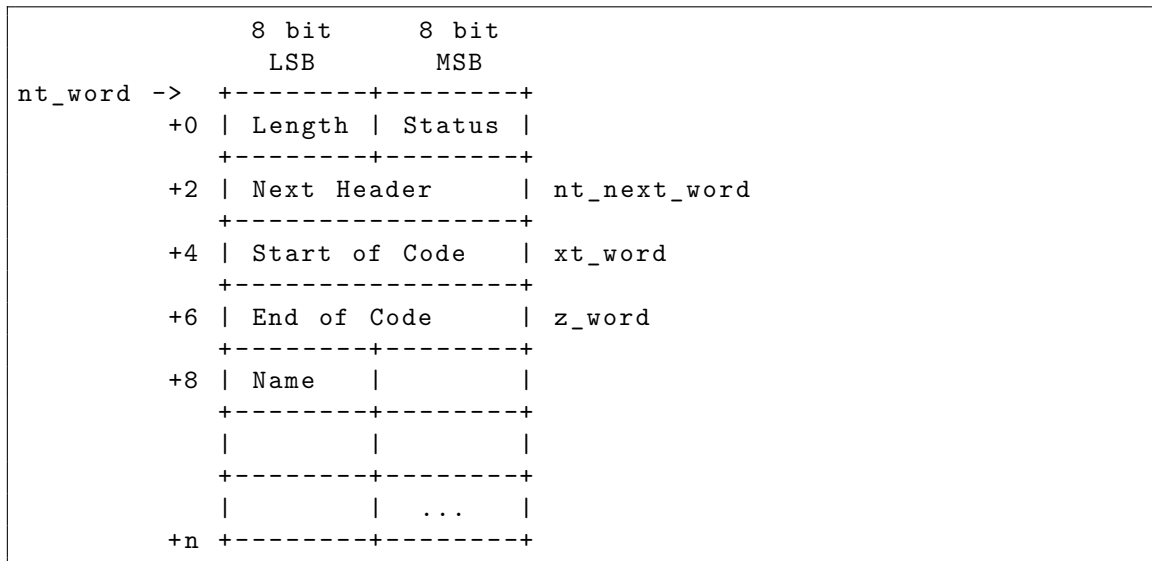 8 bit     8 bit
               LSB       MSB
nt_word ->  +--------+--------+
         +0 | Length | Status |
            +--------+--------+
         +2 | Next Header     | nt_next_word
            +-----------------+
         +4 | Start of Code   | xt_word
            +-----------------+
         +6 | End of Code     | z_word
            +--------+--------+
         +8 | Name   |        |
            +--------+--------+
            |        |        |
            +--------+--------+
            |        |  ...   |
         +n +--------+--------+